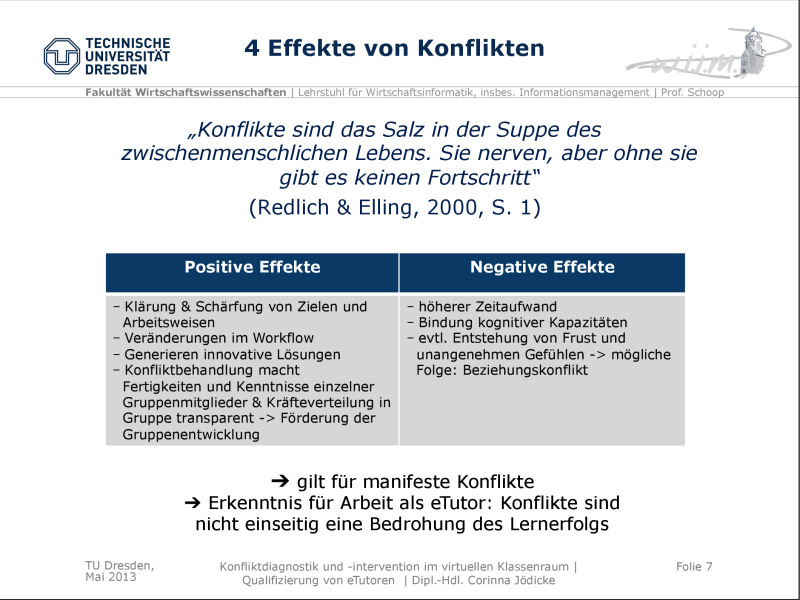 TECHNISCHE
UNIVERSITÄT
DRESDEN
4 Effekte von Konflikten
wiim
Fakultät Wirtschaftswissenschaften | Lehrstuhl für Wirtschaftsinformatik, insbes. Informationsmanagement | Prof. Schoop
„Konflikte sind das Salz in der Suppe des
zwischenmenschlichen Lebens. Sie nerven, aber ohne sie
gibt es keinen Fortschritt“
(Redlich & Elling, 2000, S. 1)
Positive Effekte
– Klärung & Schärfung von Zielen und
Arbeitsweisen
– Veränderungen im Workflow
– Generieren innovative Lösungen
– Konfliktbehandlung macht
Fertigkeiten und Kenntnisse einzelner
Gruppenmitglieder & Kräfteverteilung in
Gruppe transparent -> Förderung der
Gruppenentwicklung
Negative Effekte
– höherer Zeitaufwand
– Bindung kognitiver Kapazitäten
– evtl. Entstehung von Frust und
unangenehmen Gefühlen -> mögliche
Folge: Beziehungskonflikt
➔ gilt für manifeste Konflikte
➔ Erkenntnis für Arbeit als eTutor: Konflikte sind
nicht einseitig eine Bedrohung des Lernerfolgs
TU Dresden,
Mai 2013
Konfliktdiagnostik und -intervention im virtuellen Klassenraum |
Qualifizierung von eTutoren | Dipl.-Hdl. Corinna Jödicke
Folie 7